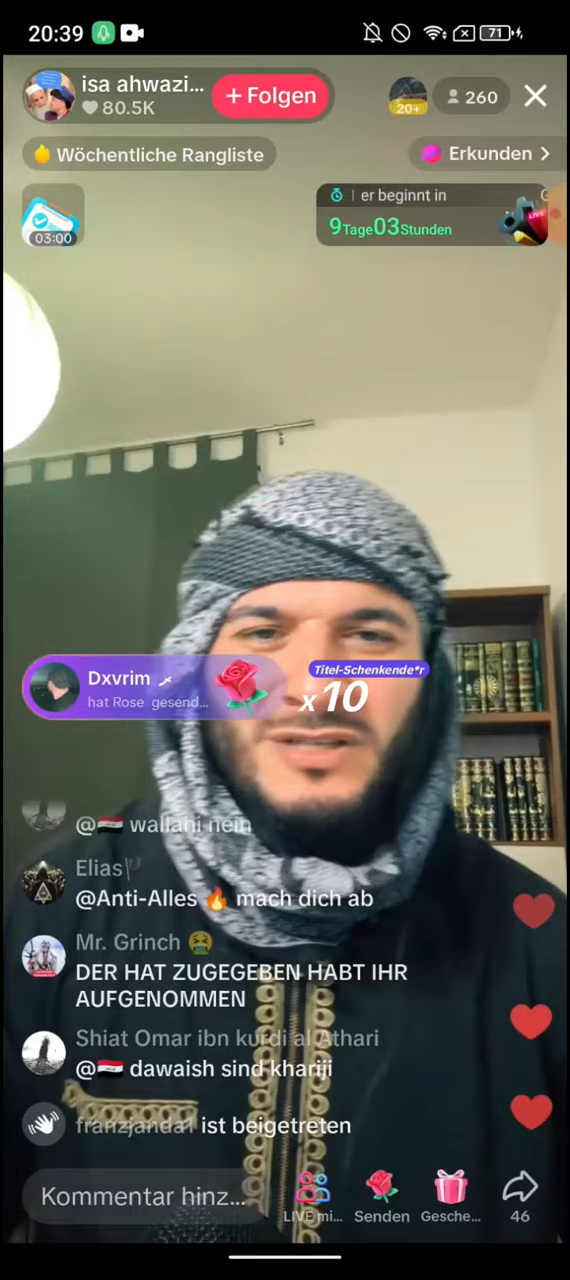 20:39
71
isa ahwazi...
80.5K
+ Folgen
20+
260
Wöchentliche Rangliste
Erkunden
03:00
er beginnt in
9Tage03Stunden
LIVE
Titel-Schenkende*r
Dxvrim
hat Rose gesend...
x10
@🇮🇶 wallahi nein
Elias🏴
@Anti-Alles 🔥 mach dich ab
Mr. Grinch 🤮
DER HAT ZUGEGEBEN HABT IHR
AUFGENOMMEN
Shiat Omar ibn kurdi al Athari
@🇮🇶 dawaish sind khariji
franzjanda1 ist beigetreten
Kommentar hinz...
LIVE mi...
Senden
Gesche...
46